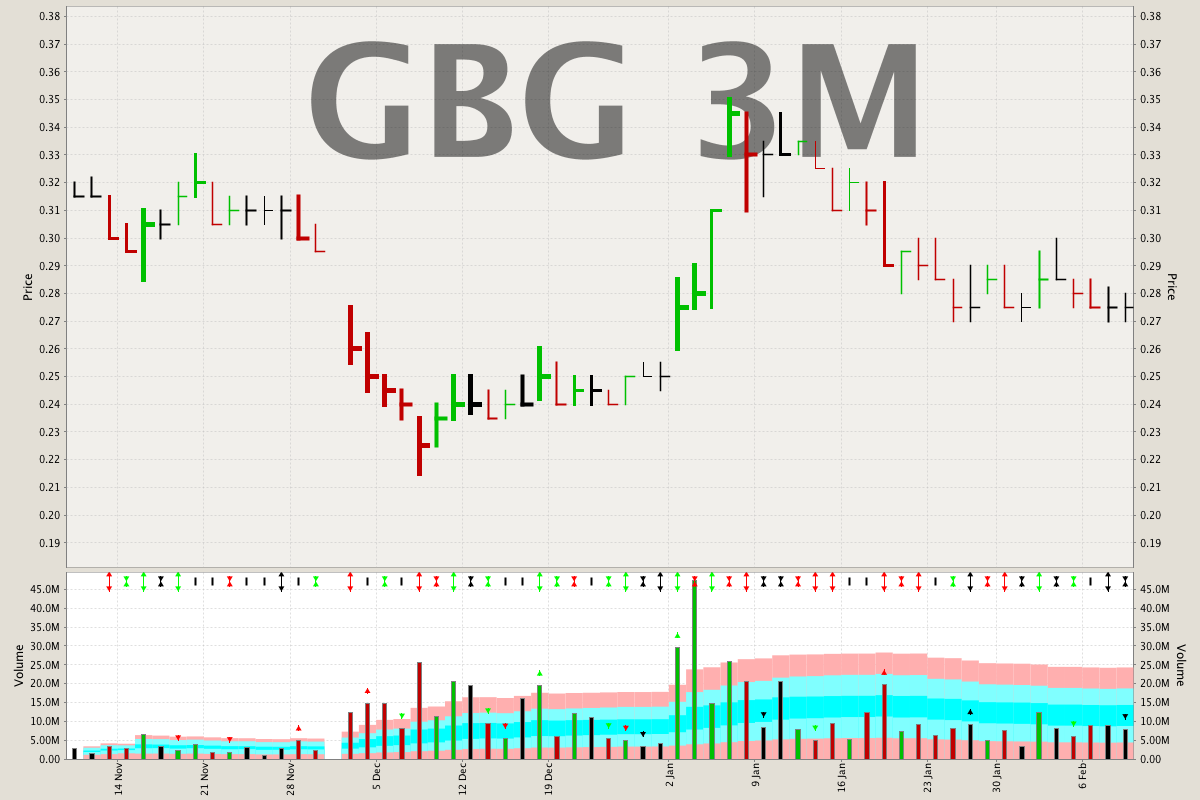 GBG 3M
0.38 0.38
0.37 0.37
0.36 0.36
0.35 0.35
0.34 0.34
0.33 0.33
0.32 0.32
0.31 0.31
0.30 0.30
0.29 0.29
Price Price
0.28 0.28
0.27 0.27
0.26 0.26
0.25 0.25
0.24 0.24
0.23 0.23
0.22 0.22
0.21 0.21
0.20 0.20
0.19 0.19
45.0M 45.0M
40.0M 40.0M
35.0M 35.0M
30.0M 30.0M
Volume Volume
25.0M 25.0M
20.0M 20.0M
15.0M 15.0M
10.0M 10.0M
5.00M 5.00M
0.00 0.00
14 Nov 21 Nov 28 Nov 5 Dec 12 Dec 19 Dec 2 Jan 9 Jan 16 Jan 23 Jan 30 Jan 6 Feb